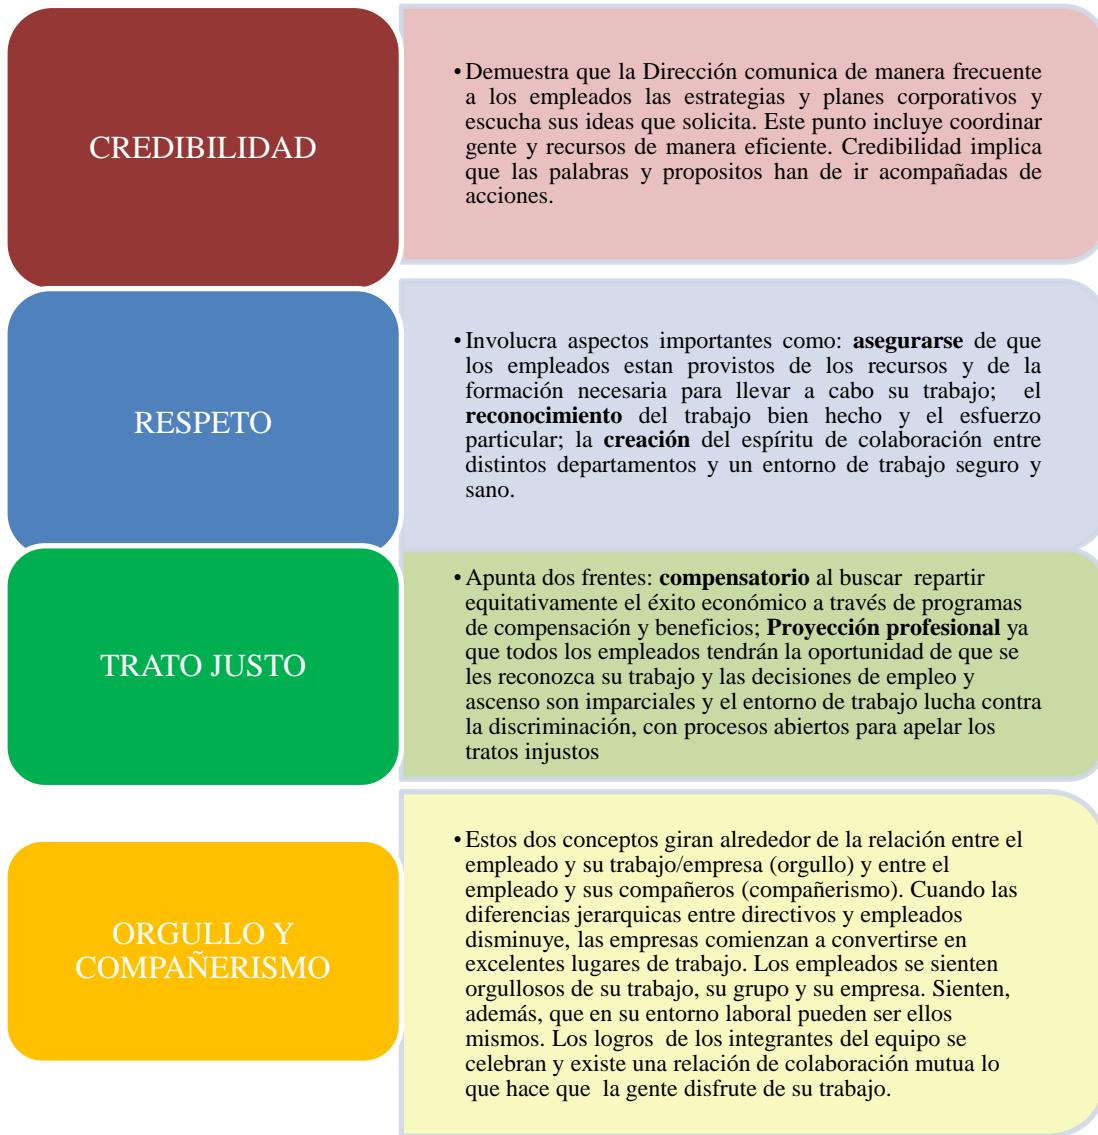 CREDIBILIDAD
•Demuestra que la Dirección comunica de manera frecuente
a los empleados las estrategias y planes corporativos y
escucha sus ideas que solicita. Este punto incluye coordinar
gente y recursos de manera eficiente. Credibilidad implica
que las palabras y propositos han de ir acompañadas de
acciones.
RESPETO
•Involucra aspectos importantes como: asegurarse de que
los empleados estan provistos de los recursos y de la
formación necesaria para llevar a cabo su trabajo; el
reconocimiento del trabajo bien hecho y el esfuerzo
particular; la creación del espíritu de colaboración entre
distintos departamentos y un entorno de trabajo seguro y
sano.
TRATO JUSTO
•Apunta dos frentes: compensatorio al buscar repartir
equitativamente el éxito económico a través de programas
de compensación y beneficios; Proyección profesional ya
que todos los empleados tendrán la oportunidad de que se
les reconozca su trabajo y las decisiones de empleo y
ascenso son imparciales y el entorno de trabajo lucha contra
la discriminación, con procesos abiertos para apelar los
tratos injustos
ORGULLO Y
COMPAÑERISMO
•Estos dos conceptos giran alrededor de la relación entre el
empleado y su trabajo/empresa (orgullo) y entre el
empleado y sus compañeros (compañerismo). Cuando las
diferencias jerarquicas entre directivos y empleados
disminuye, las empresas comienzan a convertirse en
excelentes lugares de trabajo. Los empleados se sienten
orgullosos de su trabajo, su grupo y su empresa. Sienten,
además, que en su entorno laboral pueden ser ellos
mismos. Los logros de los integrantes del equipo se
celebran y existe una relación de colaboración mutua lo
que hace que la gente disfrute de su trabajo.